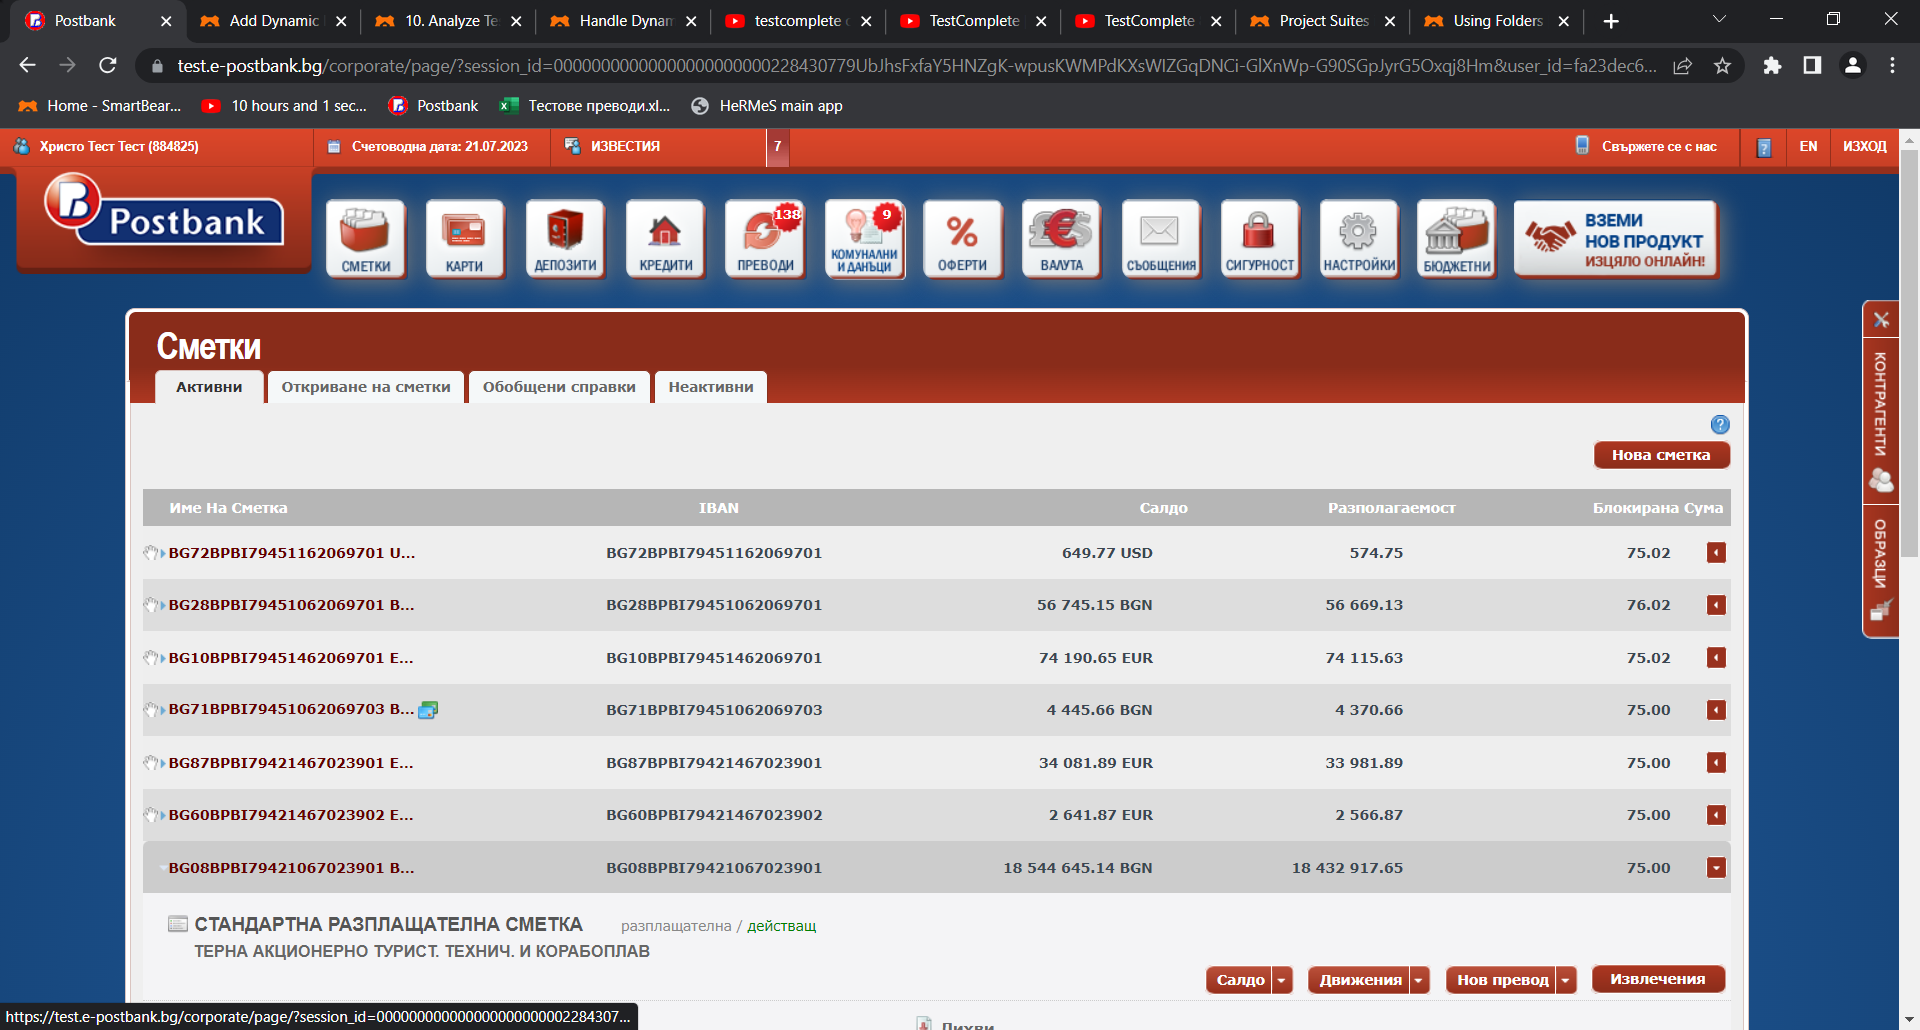 Postbank
Add Dynamic
10. Analyze Te
Handle Dynam
testcomplete
TestComplete
TestComplete
Project Suites
Using Folders
test.e-postbank.bg/corporate/page/?session_id=
Home - SmartBear...
10 hours and 1 sec...
Postbank
Тестове преводи.xl...
HeRMeS main app
Христо Тест Тест (884825)
Счетоводна дата: 21.07.2023
ИЗВЕСТИЯ
7
Свържете се с нас
EN
ИЗХОД
Postbank
СМЕТКИ
КАРТИ
ДЕПОЗИТИ
КРЕДИТИ
138
ПРЕВОДИ
9
КОМУНАЛНИ
И ДАНЪЦИ
ОФЕРТИ
ВАЛУТА
СЪОБЩЕНИЯ
СИГУРНОСТ
НАСТРОЙКИ
БЮДЖЕТНИ
ВЗЕМИ
НОВ ПРОДУКТ
ИЗЦЯЛО ОНЛАЙН!
КОНТРАГЕНТИ
ОБРАЗЦИ
Сметки
Активни
Откриване на сметки
Обобщени справки
Неактивни
Нова сметка
Име На Сметка IBAN Салдо Разполагаемост Блокирана Сума
BG72BPBI79451162069701 U... BG72BPBI79451162069701 649.77 USD 574.75 75.02
BG28BPBI79451062069701 B... BG28BPBI79451062069701 56 745.15 BGN 56 669.13 76.02
BG10BPBI79451462069701 E... BG10BPBI79451462069701 74 190.65 EUR 74 115.63 75.02
BG71BPBI79451062069703 B... BG71BPBI79451062069703 4 445.66 BGN 4 370.66 75.00
BG87BPBI79421467023901 E... BG87BPBI79421467023901 34 081.89 EUR 33 981.89 75.00
BG60BPBI79421467023902 E... BG60BPBI79421467023902 2 641.87 EUR 2 566.87 75.00
BG08BPBI79421067023901 B... BG08BPBI79421067023901 18 544 645.14 BGN 18 432 917.65 75.00
СТАНДАРТНА РАЗПЛАЩАТЕЛНА СМЕТКА разплащателна / действащ
ТЕРНА АКЦИОНЕРНО ТУРИСТ. ТЕХНИЧ. И КОРАБОПЛАВ
Салдо
Движения
Нов превод
Извлечения
Лихви
https://test.e-postbank.bg/corporate/page/?session_id=